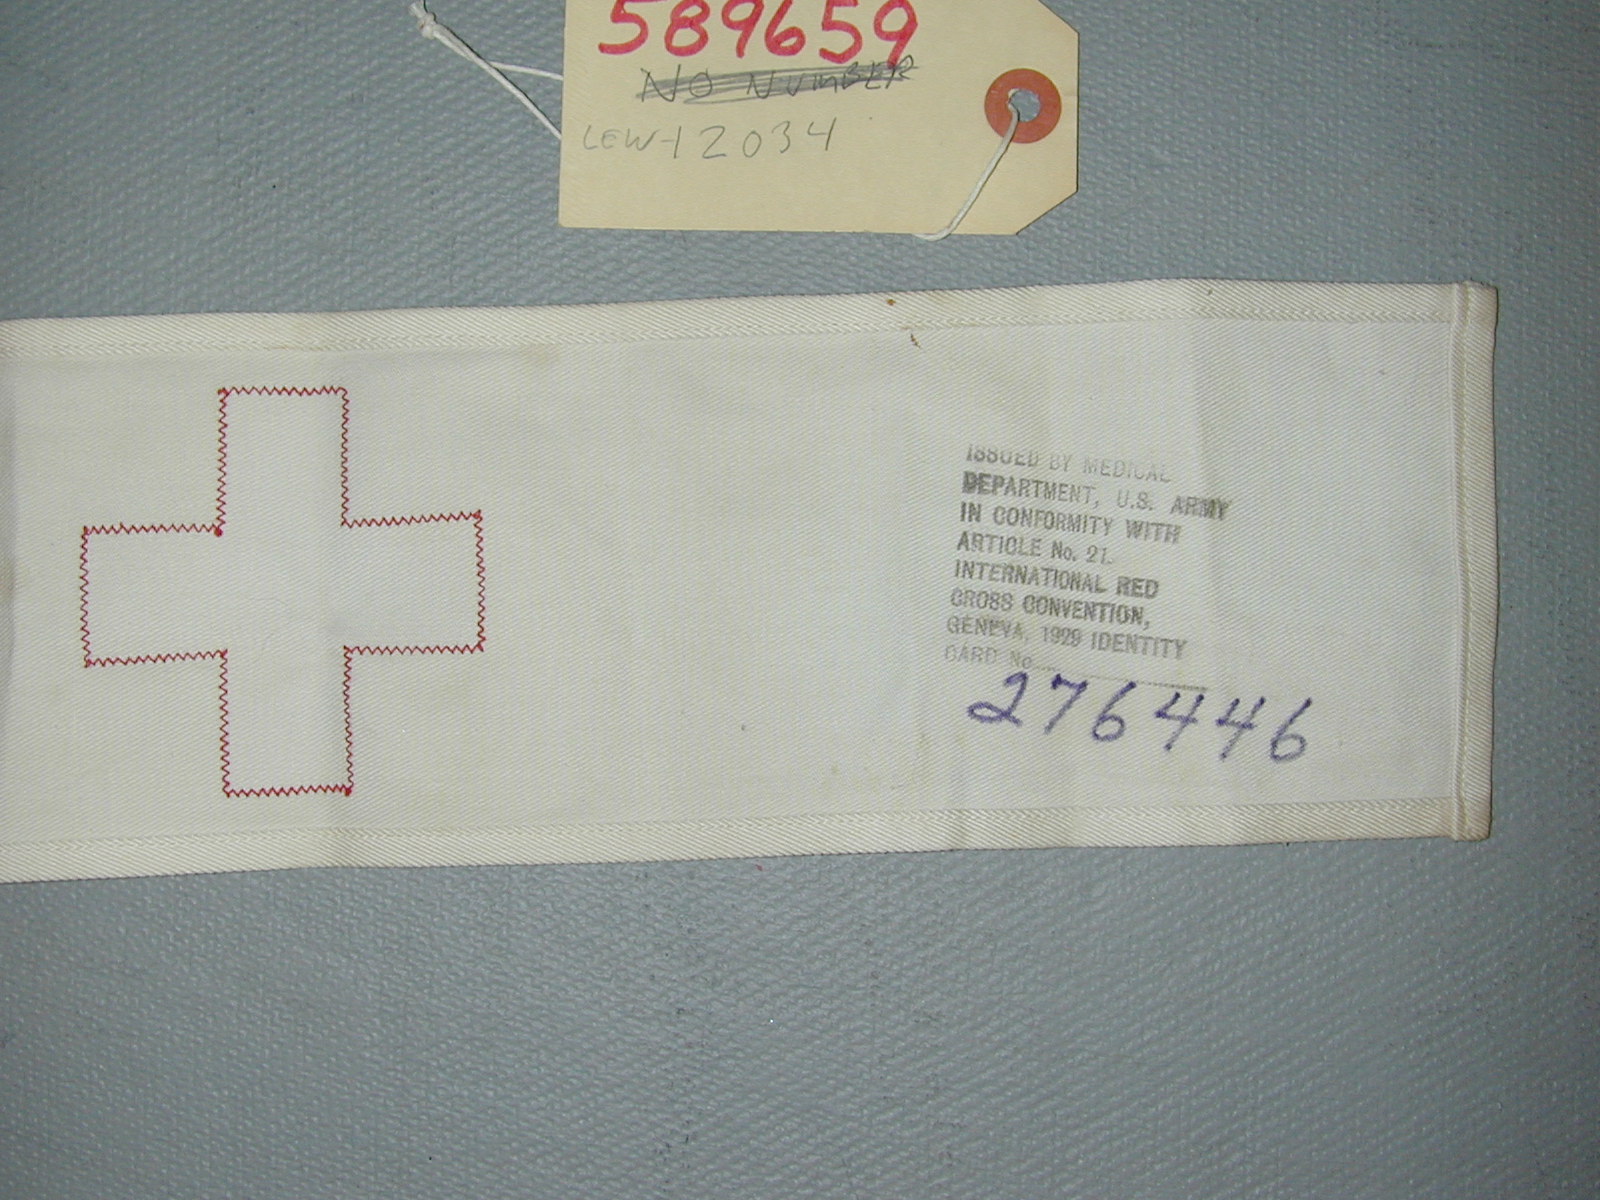 589659
NO NUMBER
LEW-12034
ISSUED BY MEDICAL
DEPARTMENT, U.S. ARMY
IN CONFORMITY WITH
ARTICLE No. 21.
INTERNATIONAL RED
CROSS CONVENTION,
GENEVA, 1929 IDENTITY
CARD No.....
276446